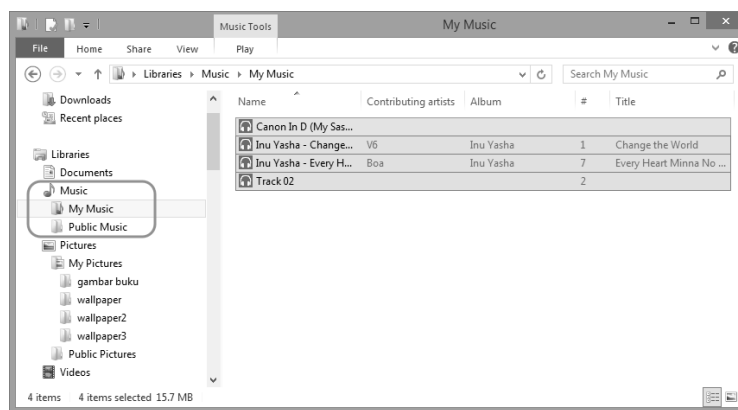 Music Tools My Music
File Home Share View Play
Libraries Music My Music Search My Music
Downloads
Recent places
Libraries
Documents
Music
My Music
Public Music
Pictures
My Pictures
gambar buku
wallpaper
wallpaper2
wallpaper3
Public Pictures
Videos
Name Contributing artists Album # Title
Canon In D (My Sas...
Inu Yasha - Change... V6 Inu Yasha 1 Change the World
Inu Yasha - Every H... Boa Inu Yasha 7 Every Heart Minna No ...
Track 02 2
4 items 4 items selected 15.7 MB